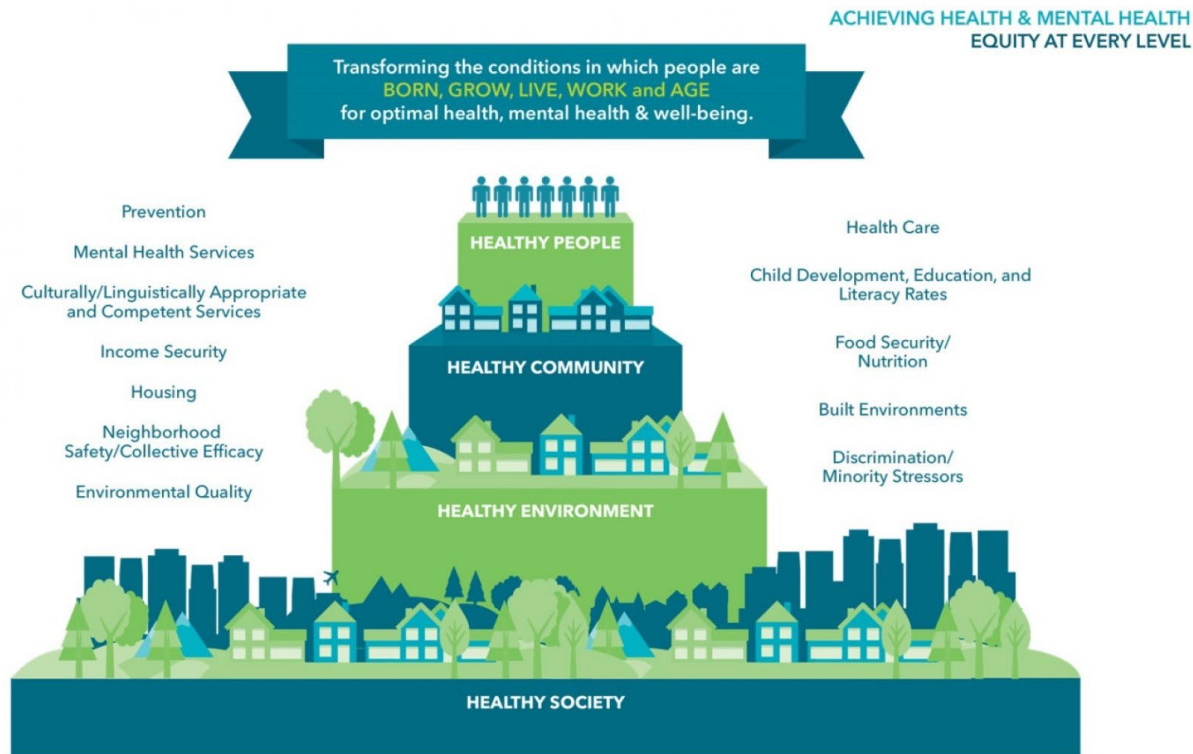 ACHIEVING HEALTH & MENTAL HEALTH
EQUITY AT EVERY LEVEL
Transforming the conditions in which people are
BORN, GROW, LIVE, WORK and AGE
for optimal health, mental health & well-being.
Prevention
Mental Health Services
Culturally/Linguistically Appropriate
and Competent Services
Income Security
Housing
Neighborhood
Safety/Collective Efficacy
Environmental Quality
HEALTHY PEOPLE
HEALTHY COMMUNITY
HEALTHY ENVIRONMENT
HEALTHY SOCIETY
Health Care
Child Development, Education, and
Literacy Rates
Food Security/
Nutrition
Built Environments
Discrimination/
Minority Stressors